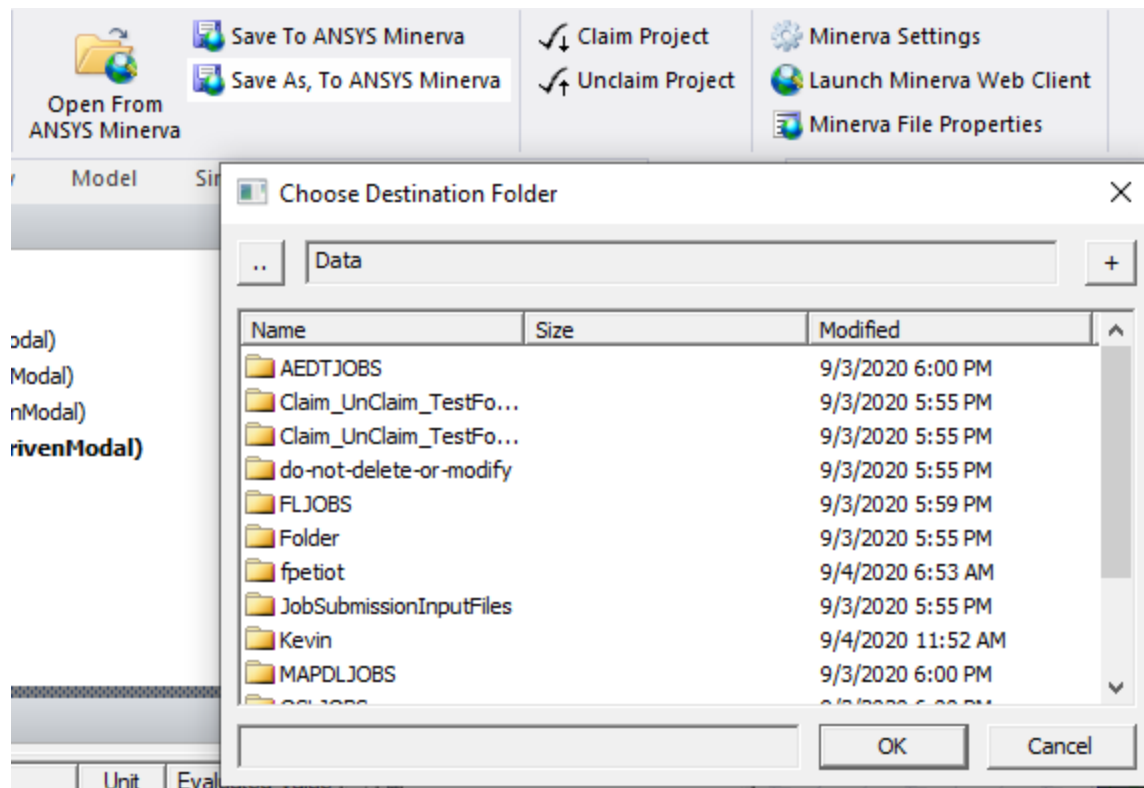 Open From
ANSYS Minerva
Save To ANSYS Minerva
Save As, To ANSYS Minerva
Claim Project
Unclaim Project
Minerva Settings
Launch Minerva Web Client
Minerva File Properties
Model
Choose Destination Folder
..
Data
+
Name Size Modified
AEDTJOBS 9/3/2020 6:00 PM
Claim_UnClaim_TestFo... 9/3/2020 5:55 PM
Claim_UnClaim_TestFo... 9/3/2020 5:55 PM
do-not-delete-or-modify 9/3/2020 5:55 PM
FLJOBS 9/3/2020 5:59 PM
Folder 9/3/2020 5:55 PM
fpetiot 9/4/2020 6:53 AM
JobSubmissionInputFiles 9/3/2020 5:55 PM
Kevin 9/4/2020 11:52 AM
MAPDLJOBS 9/3/2020 6:00 PM
odal)
Modal)
nModal)
rivenModal)
OK Cancel
Unit